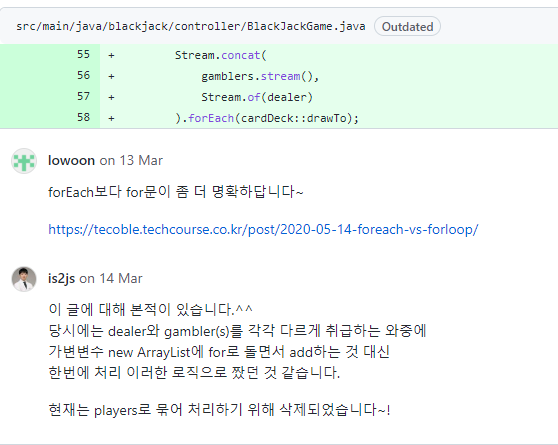 src/main/java/blackjack/controller/BlackJackGame.java Outdated
55 + Stream.concat(
56 + gamblers.stream(),
57 + Stream.of(dealer)
58 + ).forEach(cardDeck::drawTo);
lowoon on 13 Mar
forEach보다 for문이 좀 더 명확하답니다~
https://tecoble.techcourse.co.kr/post/2020-05-14-foreach-vs-forloop/
is2js on 14 Mar
이 글에 대해 본적이 있습니다.^^
당시에는 dealer와 gambler(s)를 각각 다르게 취급하는 와중에
가변변수 new ArrayList에 for로 돌면서 add하는 것 대신
한번에 처리 이러한 로직으로 짰던 것 같습니다.
현재는 players로 묶어 처리하기 위해 삭제되었습니다~!